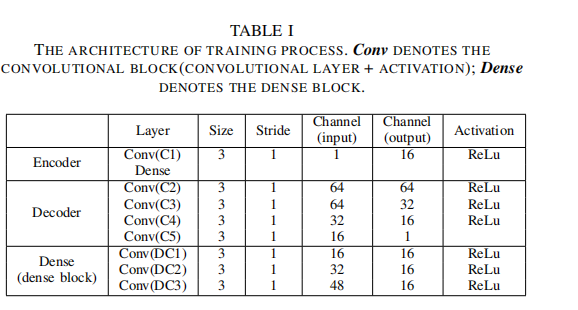 TABLE I
THE ARCHITECTURE OF TRAINING PROCESS. Conv DENOTES THE
CONVOLUTIONAL BLOCK(CONVOLUTIONAL LAYER + ACTIVATION); Dense
DENOTES THE DENSE BLOCK.
Layer Size Stride Channel (input) Channel (output) Activation
Encoder
Conv(C1) 3 1 1 16 ReLu
Dense
Decoder
Conv(C2) 3 1 64 64 ReLu
Conv(C3) 3 1 64 32 ReLu
Conv(C4) 3 1 32 16 ReLu
Conv(C5) 3 1 16 1
Dense
(dense block)
Conv(DC1) 3 1 16 16 ReLu
Conv(DC2) 3 1 32 16 ReLu
Conv(DC3) 3 1 48 16 ReLu